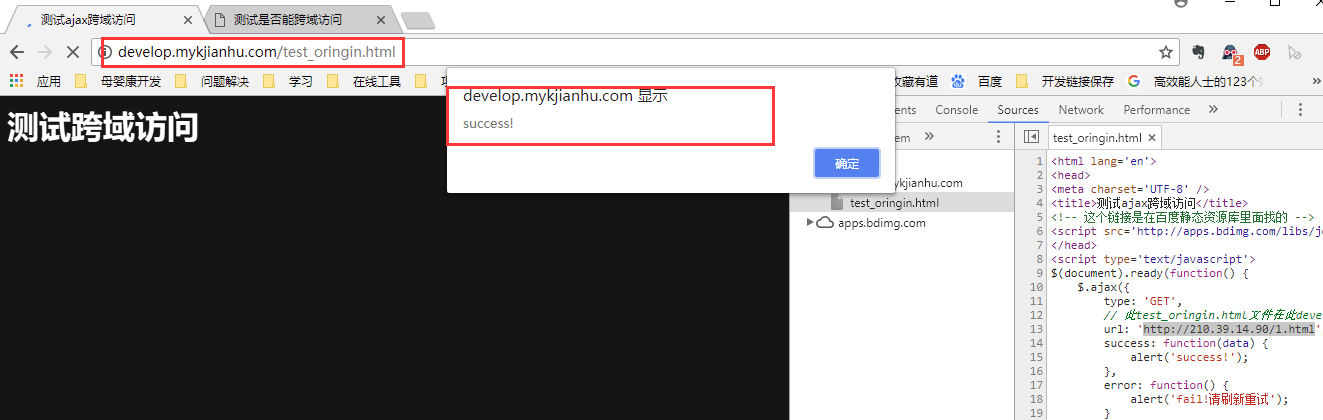 测试ajax跨域访问
测试是否能跨域访问
develop.mykjianhu.com/test_oringin.html
2
ABP
应用 母婴康开发 问题解决 学习 在线工具 收藏有道 百度 开发链接保存 高效能人士的123个
develop.mykjianhu.com 显示
success!
确定
测试跨域访问
ents Console Sources Network Performance
em
kjianhu.com
test_oringin.html
apps.bdimg.com
test_oringin.html
1 <html lang='en'>
2 <head>
3 <meta charset='UTF-8' />
4 <title>测试ajax跨域访问</title>
5 <!-- 这个链接是在百度静态资源库里面找的 -->
6 <script src='http://apps.bdimg.com/libs/j
7 </head>
8 <script type='text/javascript'>
9 $(document).ready(function() {
10 $.ajax({
11 type: 'GET',
12 // 此test_oringin.html文件在此deve
13 url: 'http://210.39.14.90/1.html'
14 success: function(data) {
15 alert('success!');
16 },
17 error: function() {
18 alert('fail!请刷新重试');
19 }